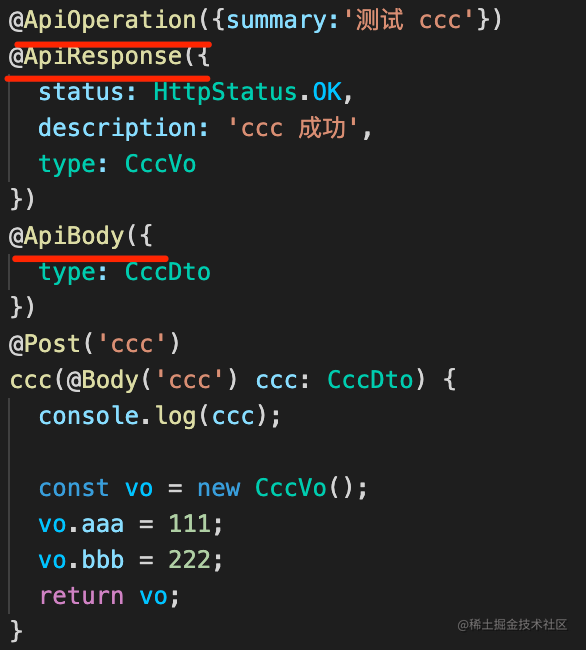 @ApiOperation({summary:'测试 ccc'})
@ApiResponse({
  status: HttpStatus.OK,
  description: 'ccc 成功',
  type: CccVo
})
@ApiBody({
  type: CccDto
})
@Post('ccc')
ccc(@Body('ccc') ccc: CccDto) {
  console.log(ccc);
  const vo = new CccVo();
  vo.aaa = 111;
  vo.bbb = 222;
  return vo;
}
@稀土掘金技术社区